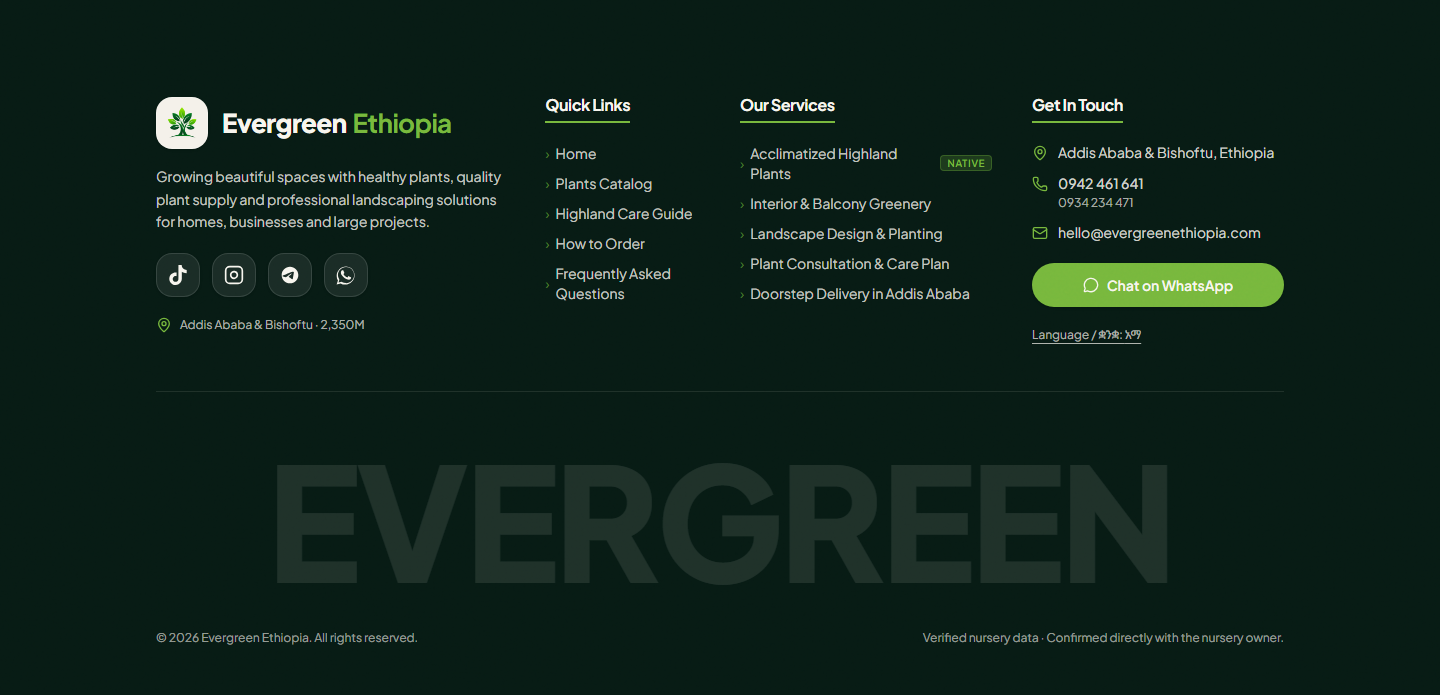 Evergreen Ethiopia
Growing beautiful spaces with healthy plants, quality
plant supply and professional landscaping solutions
for homes, businesses and large projects.
Addis Ababa & Bishoftu · 2,350M
Quick Links
› Home
› Plants Catalog
› Highland Care Guide
› How to Order
› Frequently Asked
Questions
Our Services
› Acclimatized Highland
Plants
NATIVE
› Interior & Balcony Greenery
› Landscape Design & Planting
› Plant Consultation & Care Plan
› Doorstep Delivery in Addis Ababa
Get In Touch
Addis Ababa & Bishoftu, Ethiopia
0942 461 641
0934 234 471
hello@evergreenethiopia.com
Chat on WhatsApp
Language / ቋንቋ: አማ
EVERGREEN
© 2026 Evergreen Ethiopia. All rights reserved.
Verified nursery data · Confirmed directly with the nursery owner.